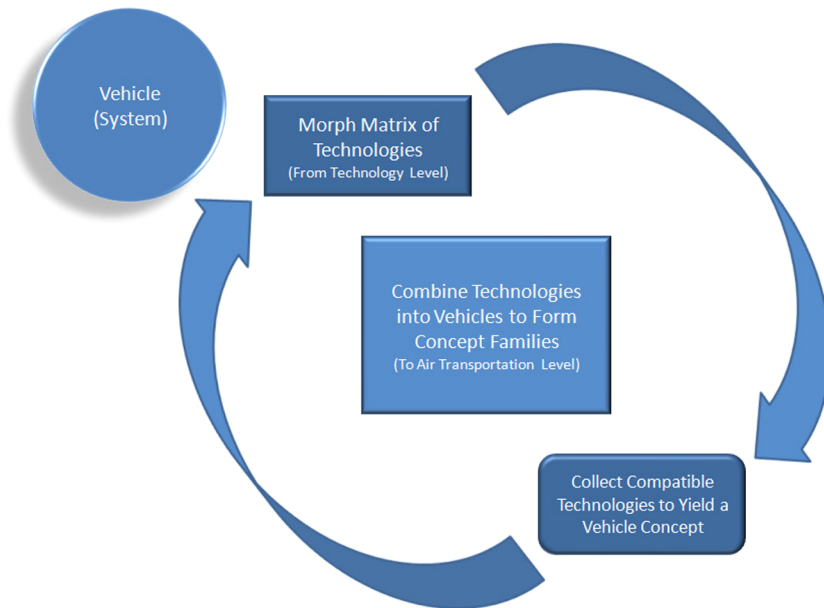 Vehicle
(System)
Morph Matrix of
Technologies
(From Technology Level)
Combine Technologies
into Vehicles to Form
Concept Families
(To Air Transportation Level)
Collect Compatible
Technologies to Yield a
Vehicle Concept